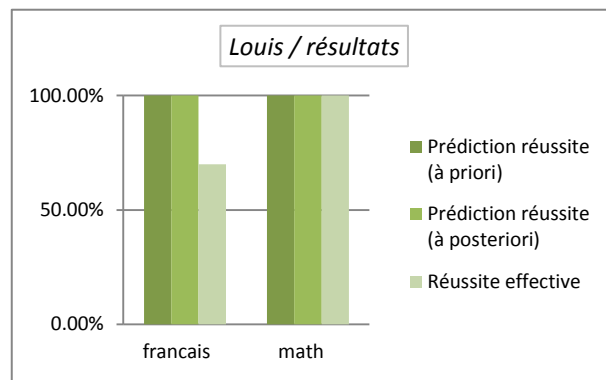 Louis / résultats
100.00%
50.00%
0.00%
francais
math
Prédiction réussite
(à priori)
Prédiction réussite
(à posteriori)
Réussite effective